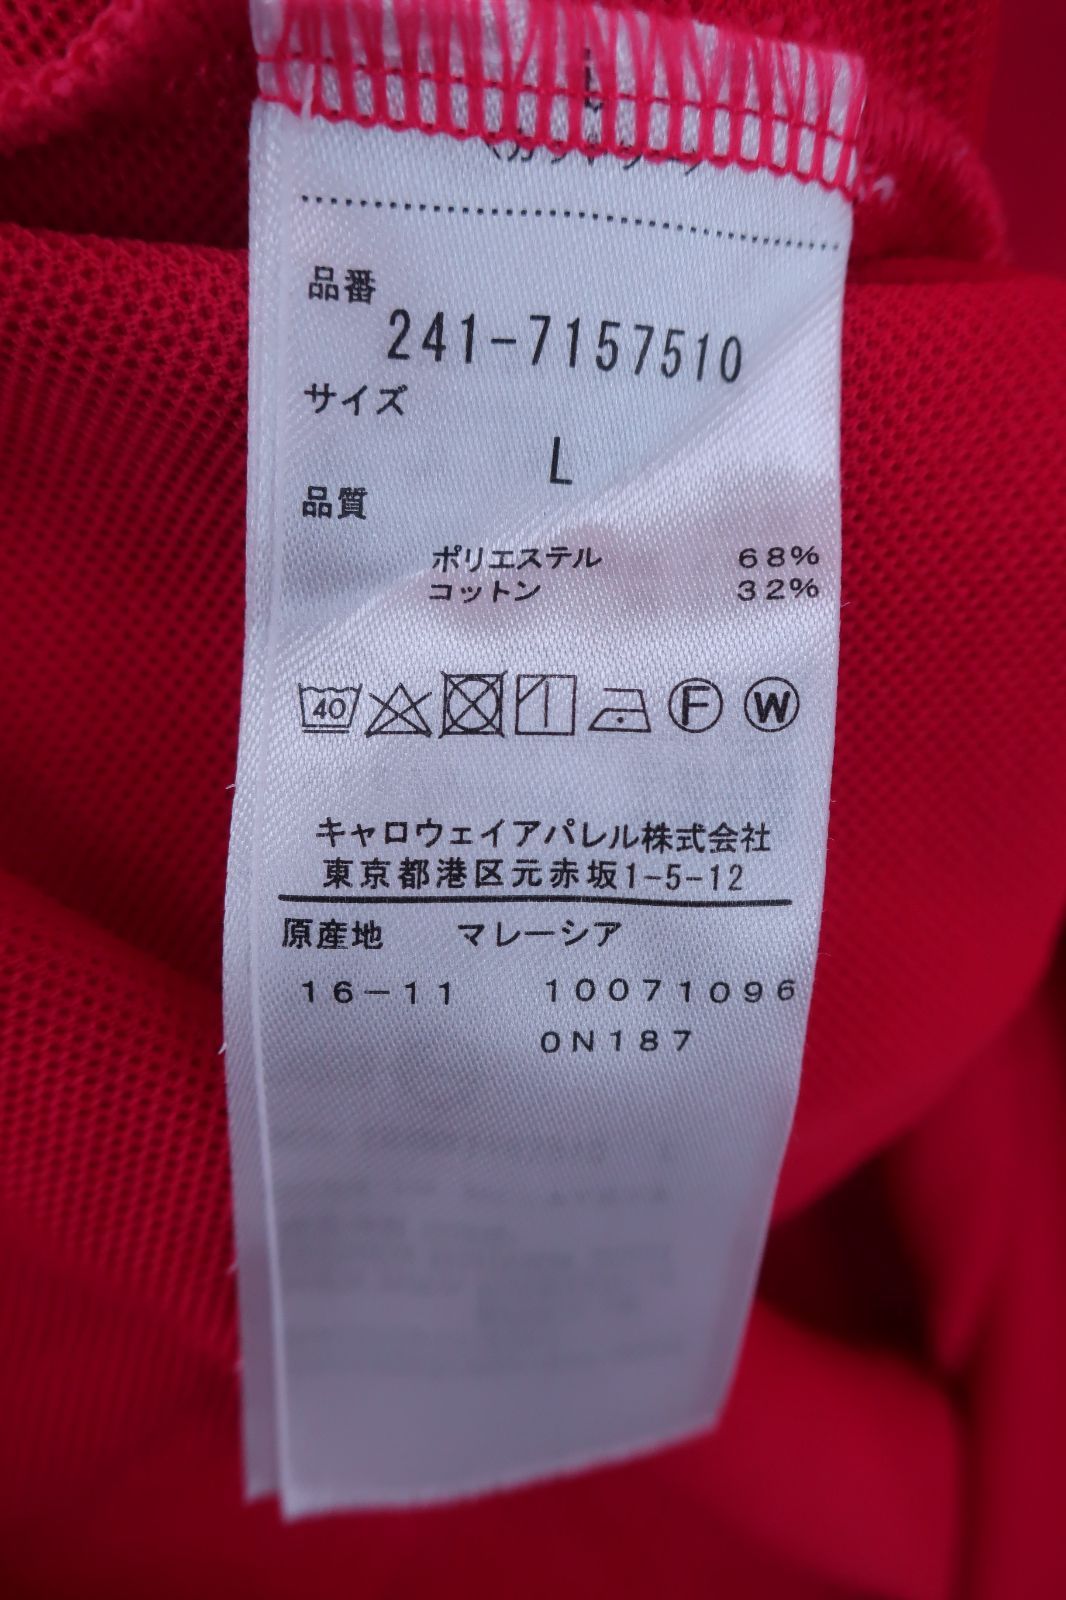 L
品番
241-7157510
サイズ
L
品質
ポリエステル 68%
コットン 32%
40 F W
キャロウェイアパレル株式会社
東京都港区元赤坂1-5-12
原産地 マレーシア
16-11 10071096
0N187